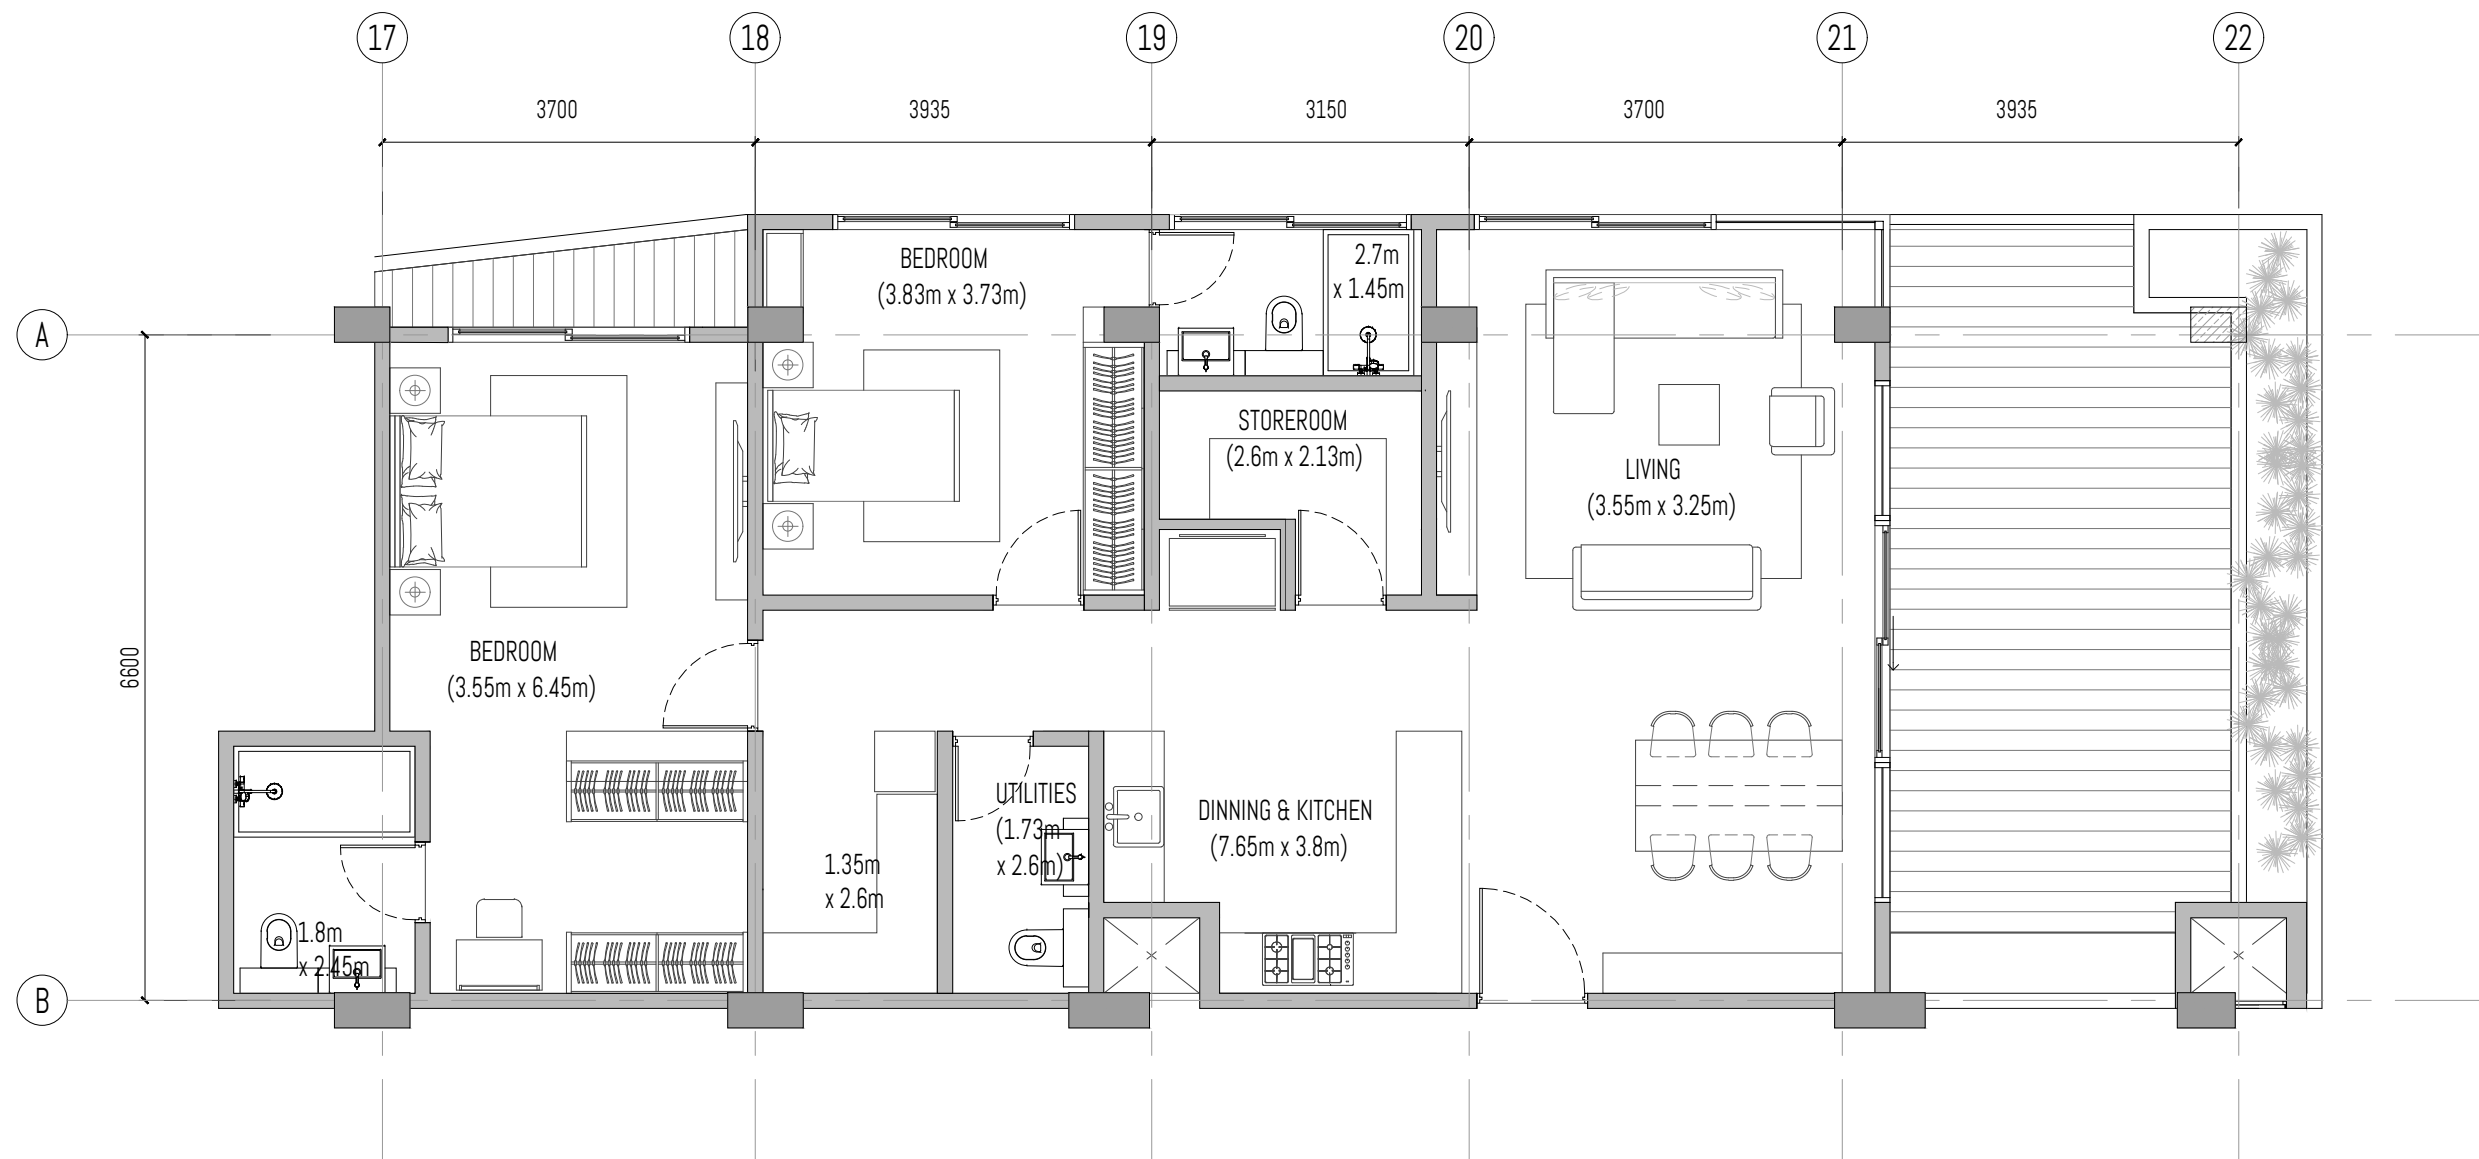 17
18
19
20
21
22
3700
3935
3150
3700
3935
A
6600
B
BEDROOM
(3.83m x 3.73m)
2.7m
x 1.45m
STOREROOM
(2.6m x 2.13m)
LIVING
(3.55m x 3.25m)
BEDROOM
(3.55m x 6.45m)
UTILITIES
(1.73m
x 2.6m)
DINNING & KITCHEN
(7.65m x 3.8m)
1.35m
x 2.6m
1.8m
x 2.45m